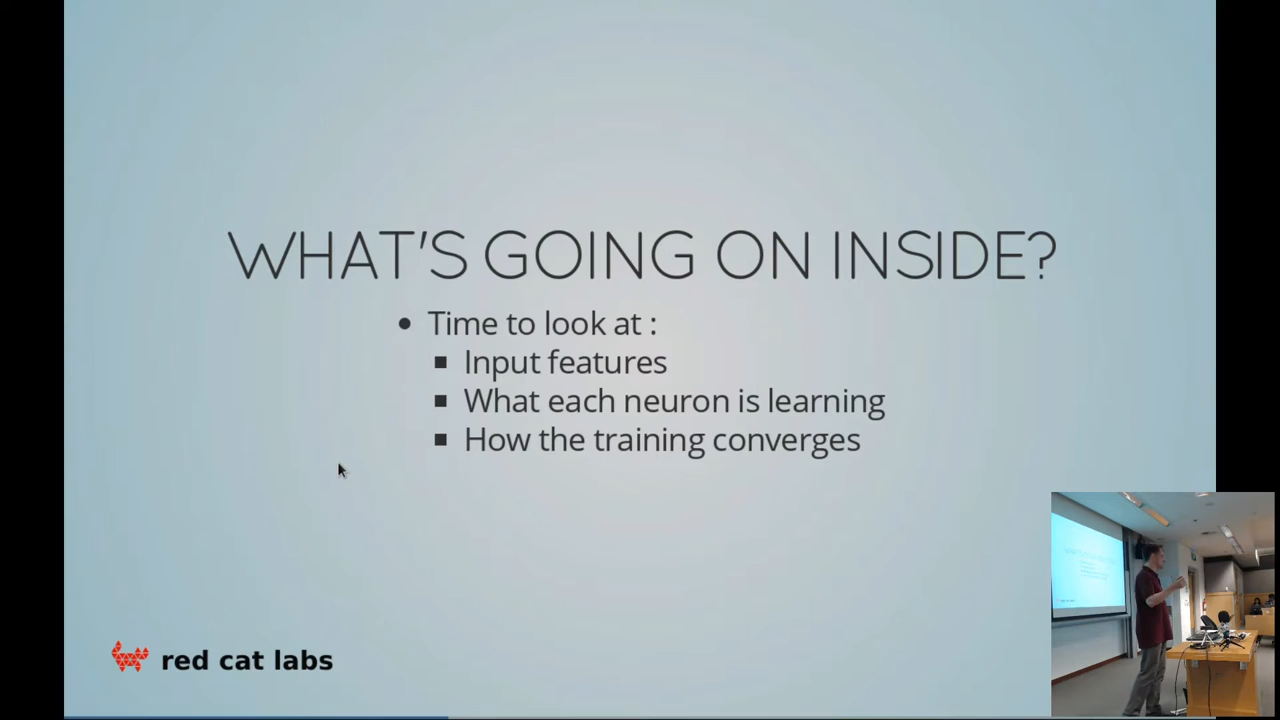 WHAT'S GOING ON INSIDE?
Time to look at :
Input features
What each neuron is learning
How the training converges
red cat labs